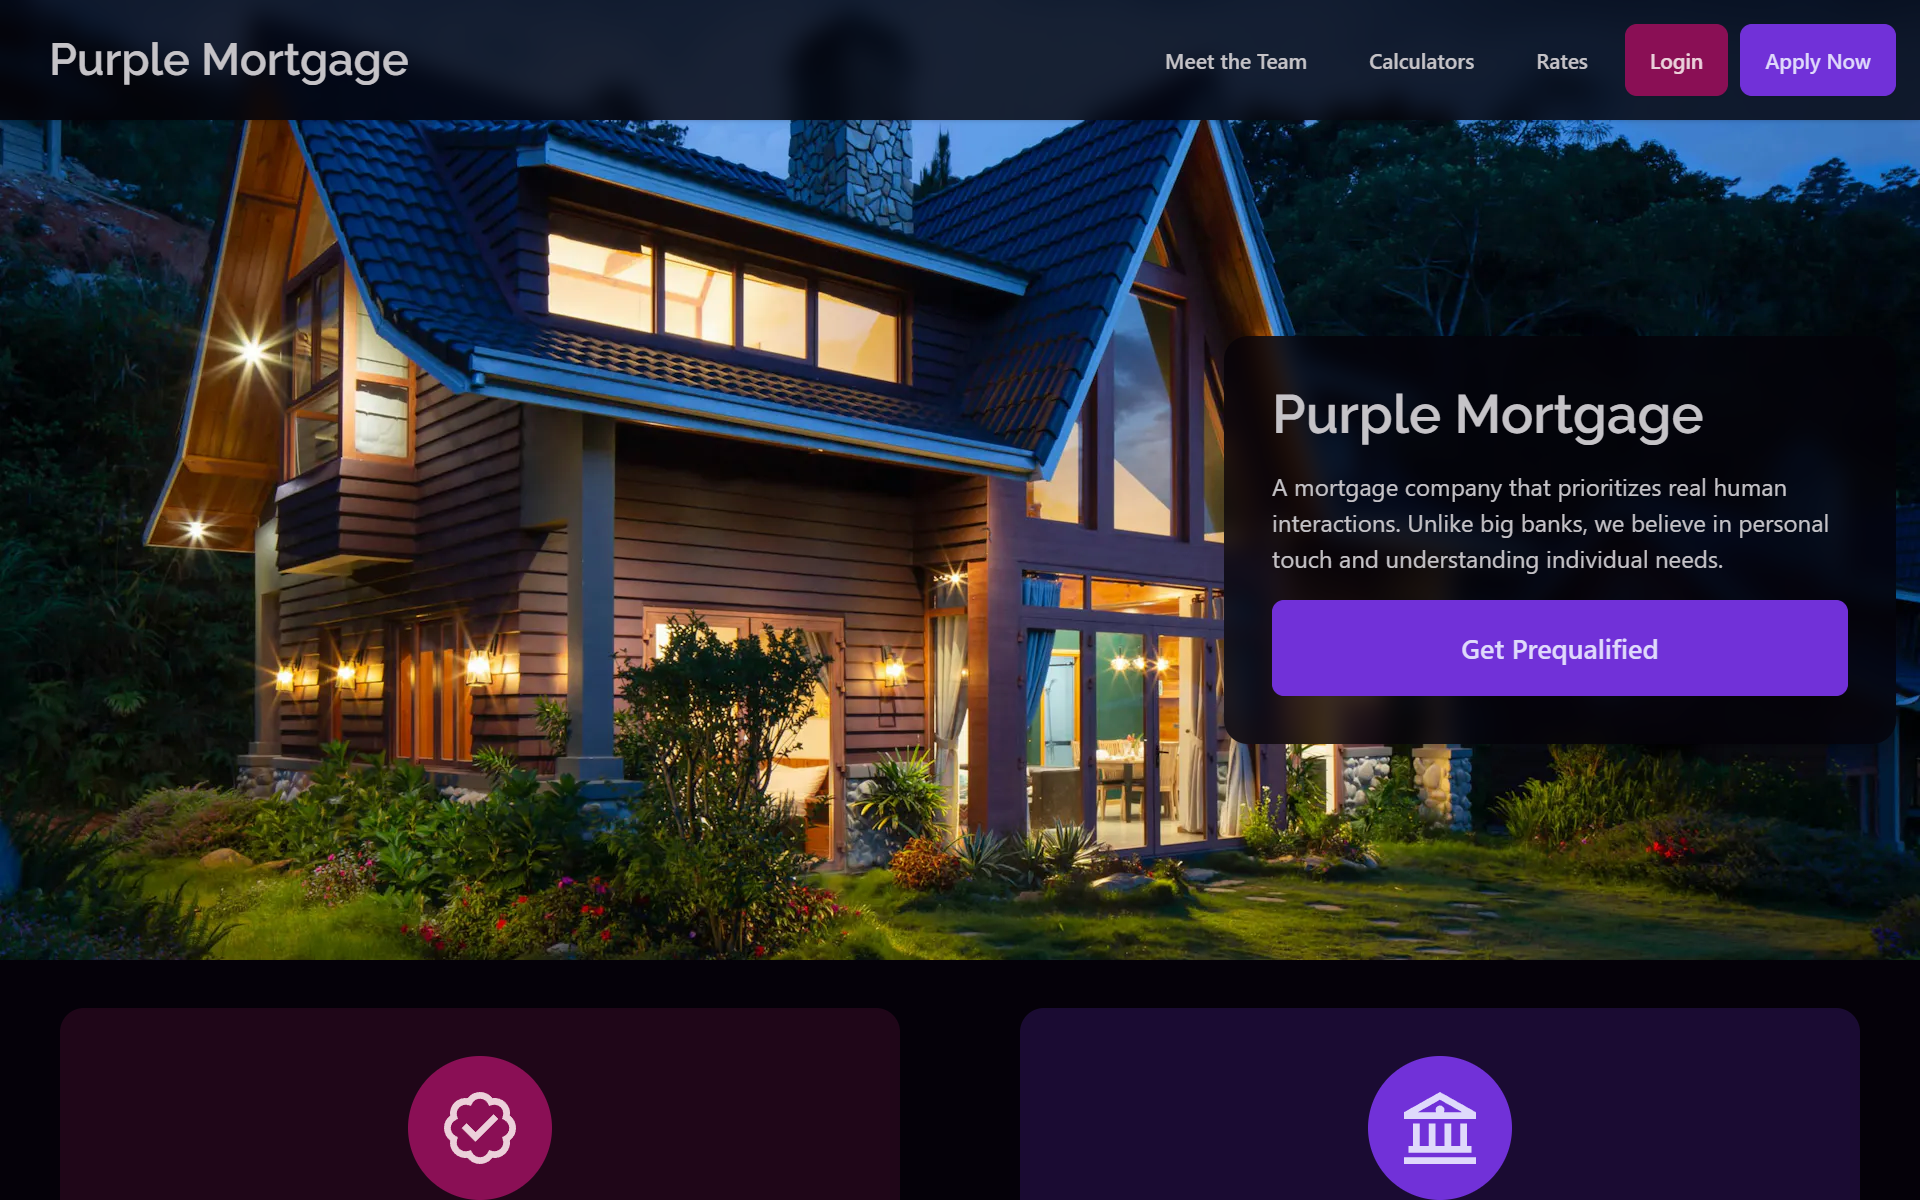 Purple Mortgage
Meet the Team
Calculators
Rates
Login
Apply Now
Purple Mortgage
A mortgage company that prioritizes real human
interactions. Unlike big banks, we believe in personal
touch and understanding individual needs.
Get Prequalified